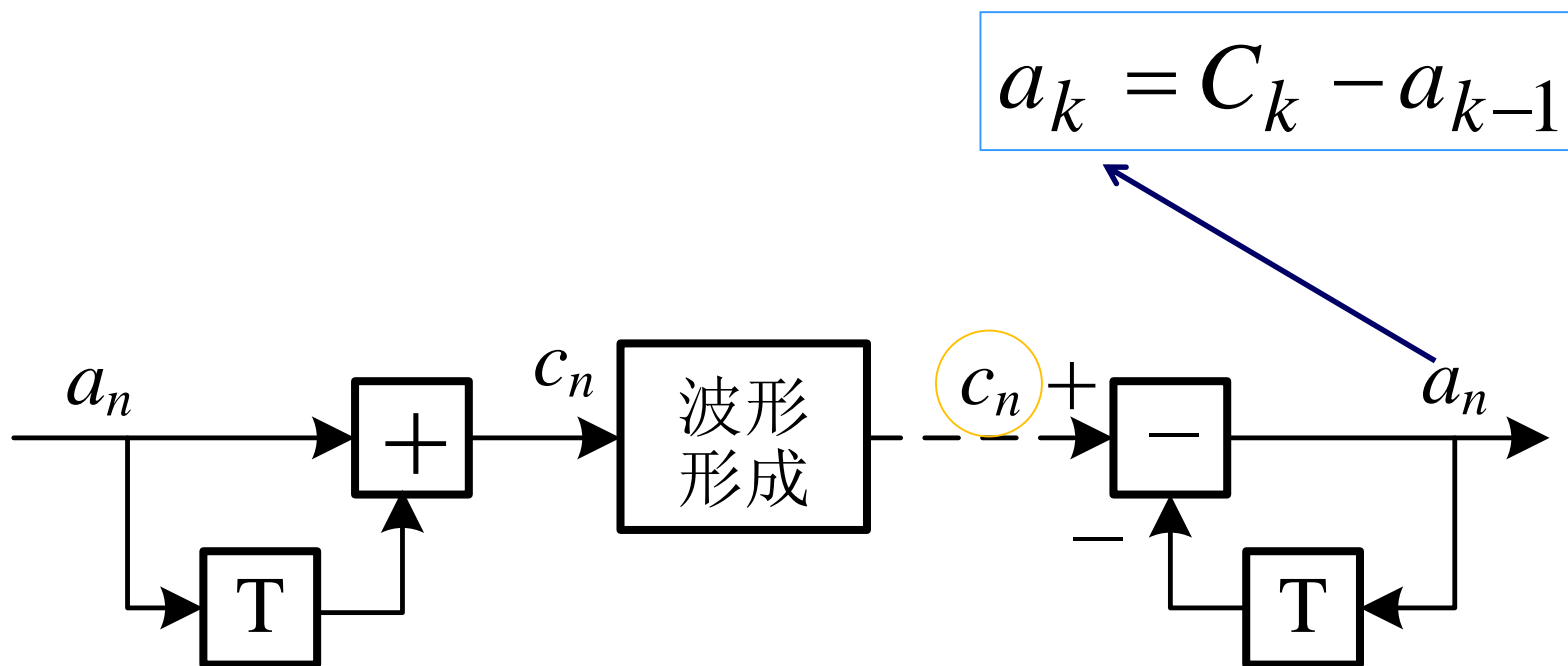 a_k = C_k − a_{k−1}
a_n
+
c_n
波形
形成
c_n +
−
−
a_n
T
T